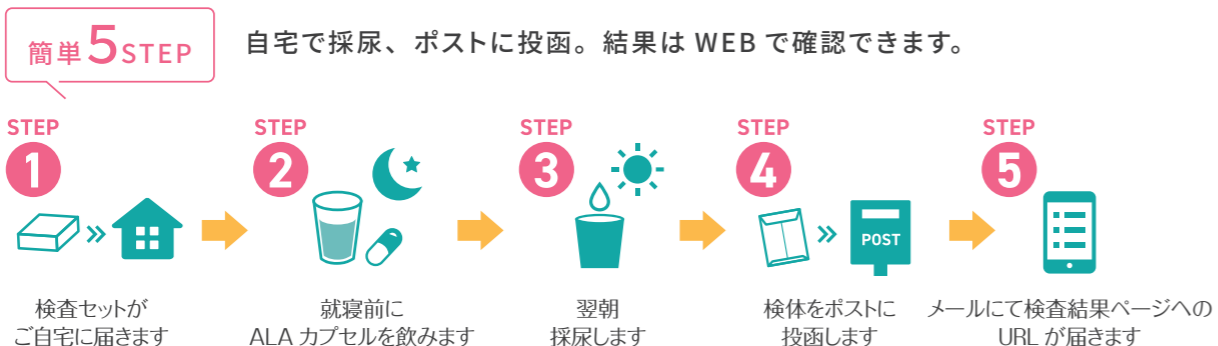 簡単5STEP
自宅で採尿、ポストに投函。結果は WEB で確認できます。
STEP
1
検査セットが
ご自宅に届きます
STEP
2
就寝前に
ALA カプセルを飲みます
STEP
3
翌朝
採尿します
STEP
4
POST
検体をポストに
投函します
STEP
5
メールにて検査結果ページへの
URL が届きます